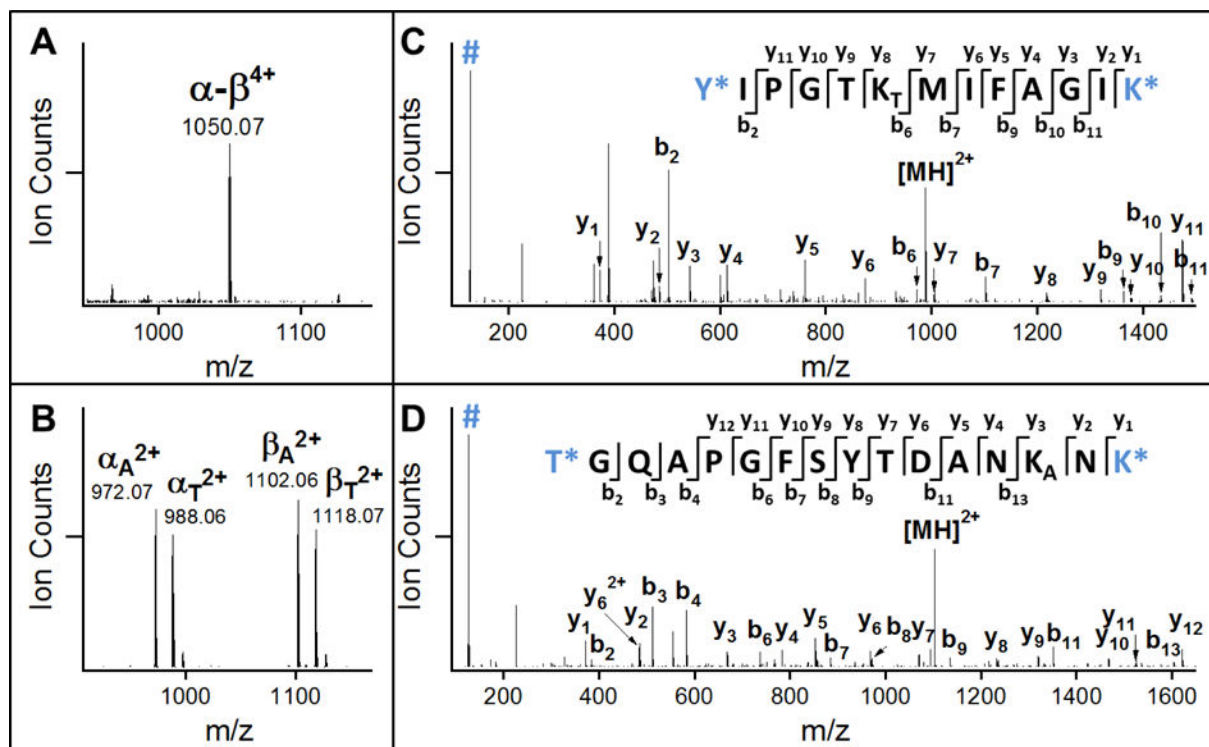 A
α-β4+
1050.07
Ion Counts
1000
1100
m/z
B
αA2+
972.07
αT2+
988.06
βA2+
1102.06
βT2+
1118.07
Ion Counts
1000
1100
m/z
C
#
y11 y10 y9 y8 y7 y6 y5 y4 y3 y2 y1
Y* I P G T KT M I F A G I K*
b2 b6 b7 b9 b10 b11
y1
y2
b2
y3
y4
y5
y6
b6
[MH]2+
y7
b7
y8
y9
b9
y10
b10
y11
b11
Ion Counts
200 400 600 800 1000 1200 1400
m/z
D
#
y12 y11 y10 y9 y8 y7 y6 y5 y4 y3 y2 y1
T* G Q A P G F S Y T D A N KA N K*
b2 b3 b4 b6 b7 b8 b9 b11 b13
y1
b2
y62+
y2
b3
b4
y3
b6
y4
y5
b7
y6
b8
y7
[MH]2+
b9
y8
y9
b11
y10
y11
b13
y12
Ion Counts
200 400 600 800 1000 1200 1400 1600
m/z